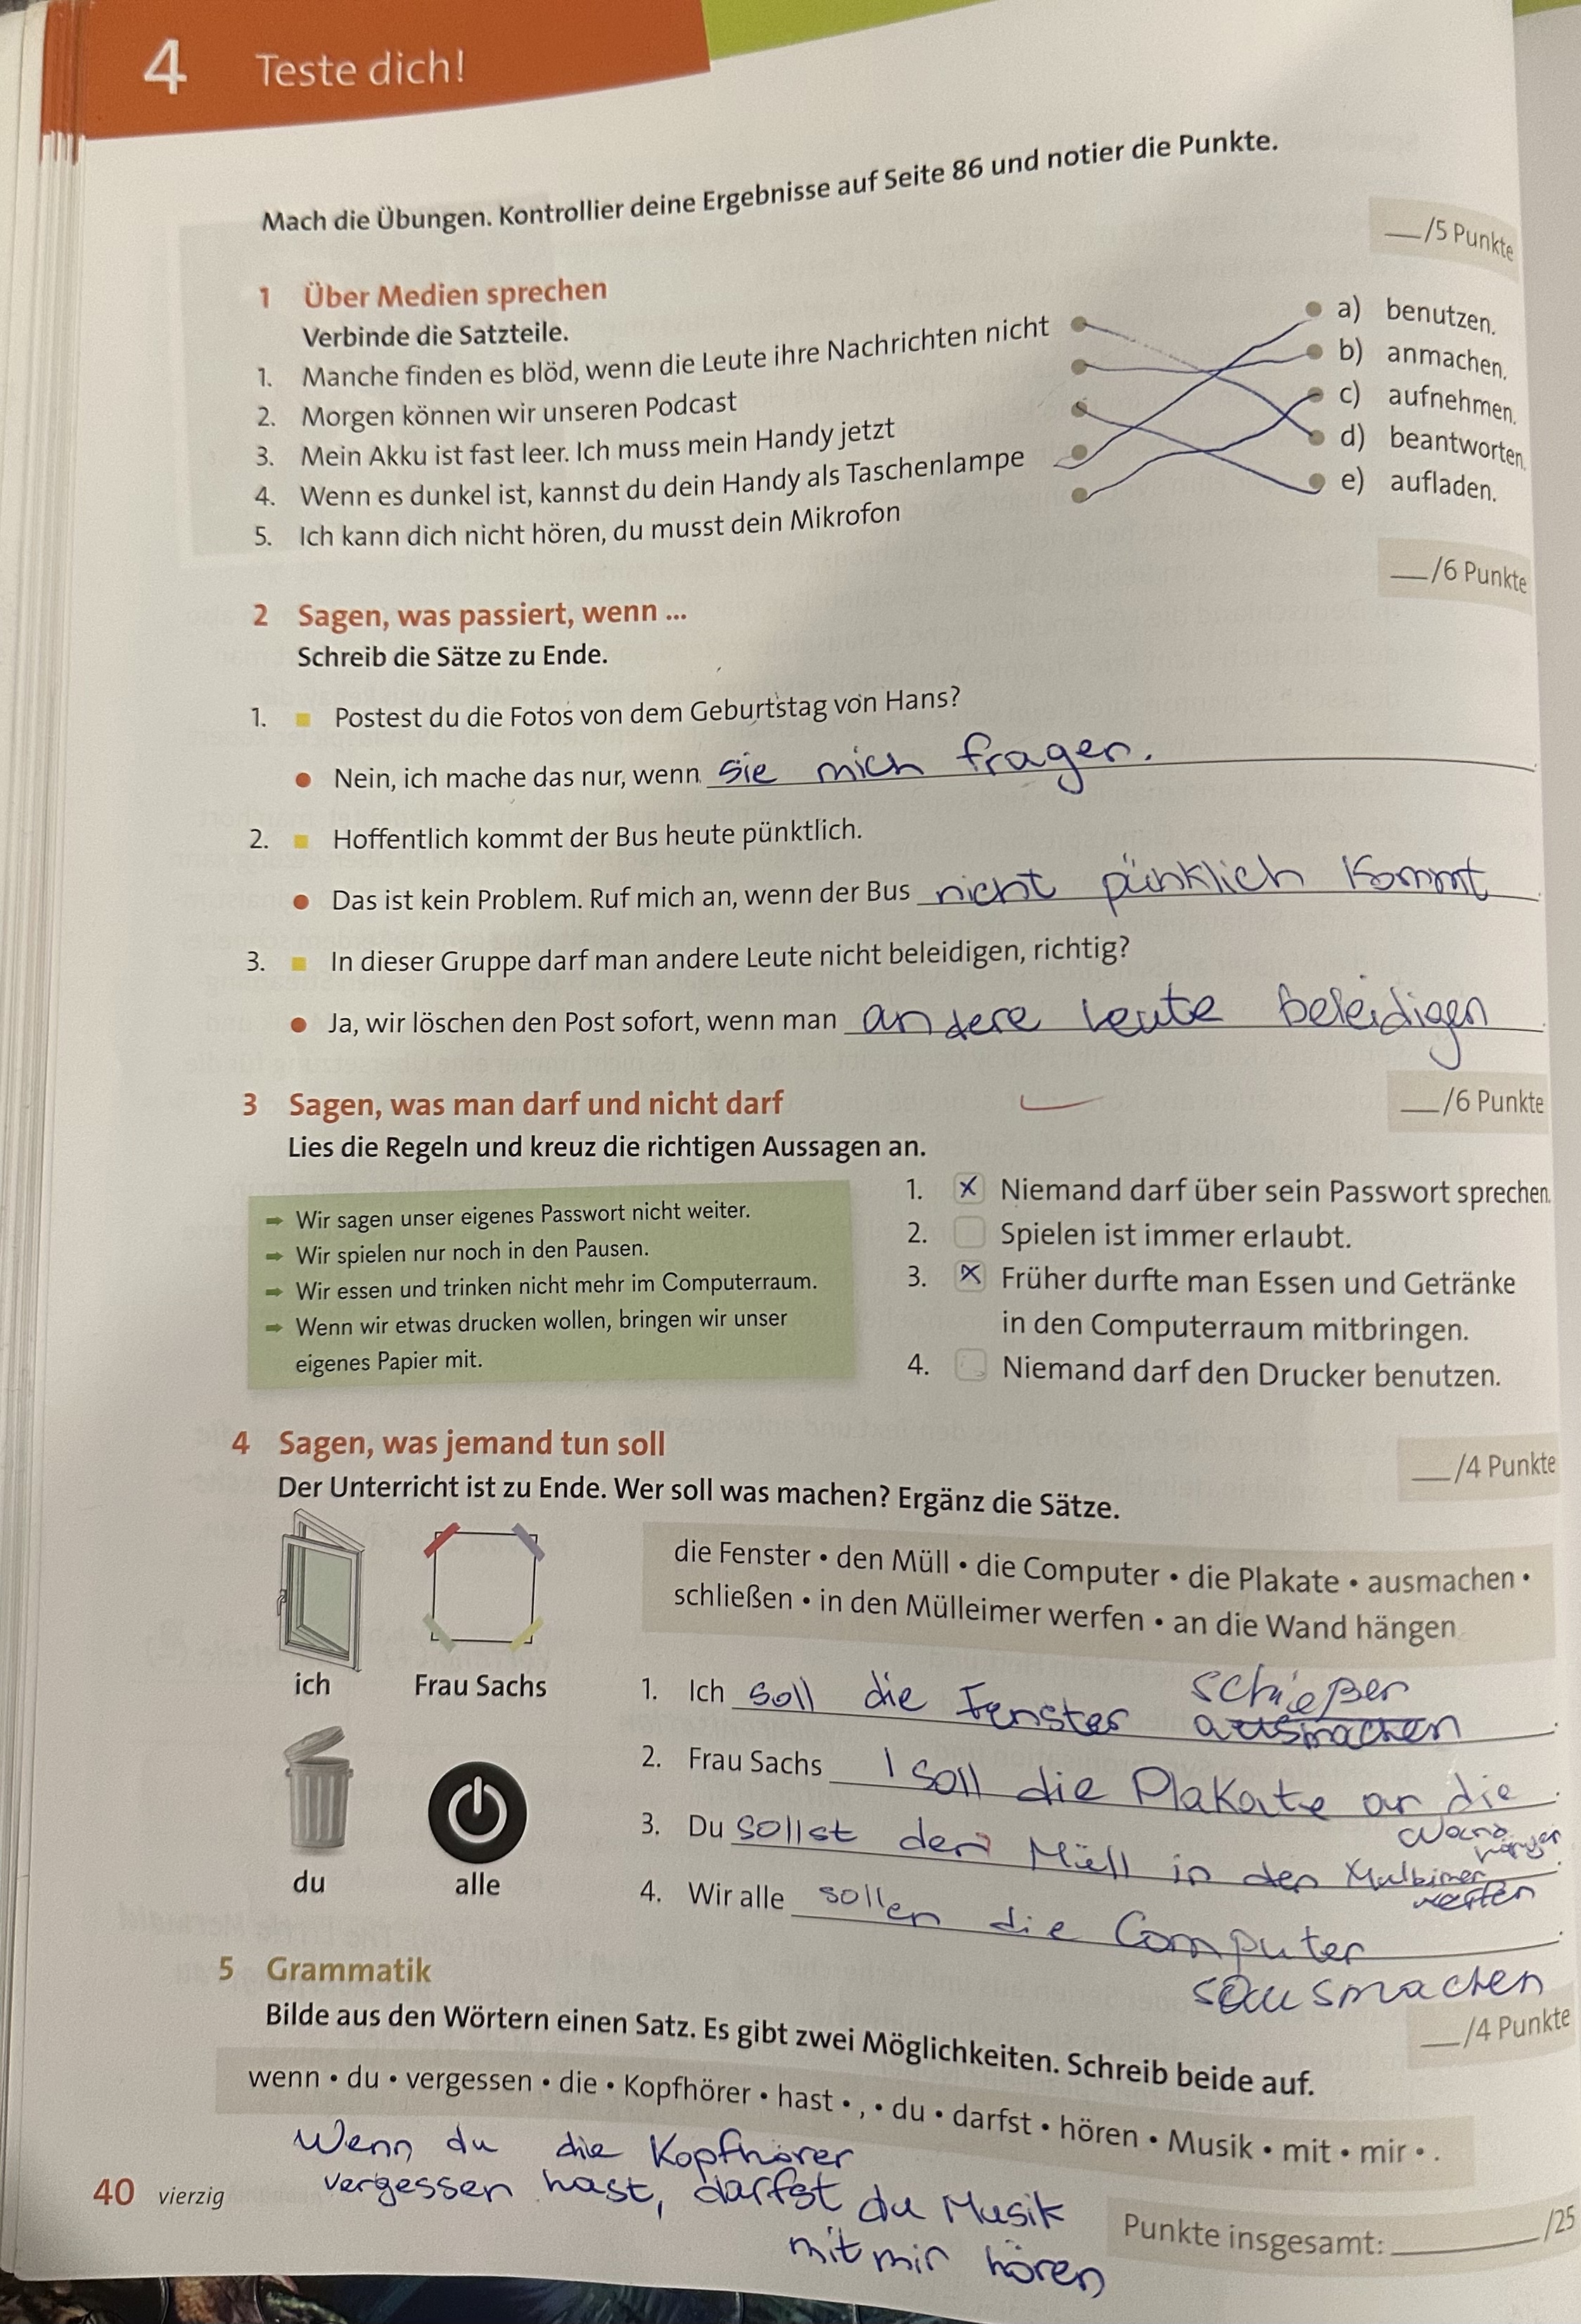 4 Teste dich!
Mach die Übungen. Kontrollier deine Ergebnisse auf Seite 86 und notier die Punkte.
/5 Punkte
1 Über Medien sprechen
Verbinde die Satzteile.
1. Manche finden es blöd, wenn die Leute ihre Nachrichten nicht
2. Morgen können wir unseren Podcast
3. Mein Akku ist fast leer. Ich muss mein Handy jetzt
4. Wenn es dunkel ist, kannst du dein Handy als Taschenlampe
5. Ich kann dich nicht hören, du musst dein Mikrofon
a) benutzen.
b) anmachen.
c) aufnehmen.
d) beantworten.
e) aufladen.
/6 Punkte
2 Sagen, was passiert, wenn ...
Schreib die Sätze zu Ende.
1. Postest du die Fotos von dem Geburtstag von Hans?
Nein, ich mache das nur, wenn sie mich fragen.
2. Hoffentlich kommt der Bus heute pünktlich.
Das ist kein Problem. Ruf mich an, wenn der Bus nicht pünklich kommt.
3. In dieser Gruppe darf man andere Leute nicht beleidigen, richtig?
Ja, wir löschen den Post sofort, wenn man andere Leute beleidigen.
3 Sagen, was man darf und nicht darf
/6 Punkte
Lies die Regeln und kreuz die richtigen Aussagen an.
➡ Wir sagen unser eigenes Passwort nicht weiter.
➡ Wir spielen nur noch in den Pausen.
➡ Wir essen und trinken nicht mehr im Computerraum.
➡ Wenn wir etwas drucken wollen, bringen wir unser
eigenes Papier mit.
1. x Niemand darf über sein Passwort sprechen.
2. Spielen ist immer erlaubt.
3. x Früher durfte man Essen und Getränke
in den Computerraum mitbringen.
4. Niemand darf den Drucker benutzen.
4 Sagen, was jemand tun soll
/4 Punkte
Der Unterricht ist zu Ende. Wer soll was machen? Ergänz die Sätze.
die Fenster • den Müll • die Computer • die Plakate • ausmachen •
schließen • in den Mülleimer werfen • an die Wand hängen
ich
Frau Sachs
du
alle
1. Ich soll die Fenster ausmachen
schießen
2. Frau Sachs soll die Plakate an die
Wand
hängen
3. Du sollst den Müll in den Mulbimer
werfen
4. Wir alle sollen die Computer
ausmachen
5 Grammatik
Bilde aus den Wörtern einen Satz. Es gibt zwei Möglichkeiten. Schreib beide auf.
/4 Punkte
wenn • du • vergessen • die • Kopfhörer • hast • , • du • darfst • hören • Musik • mit • mir • .
Wenn du die Kopfhörer
vergessen hast, darfst du Musik
mit mir hören
40 vierzig
Punkte insgesamt: /25